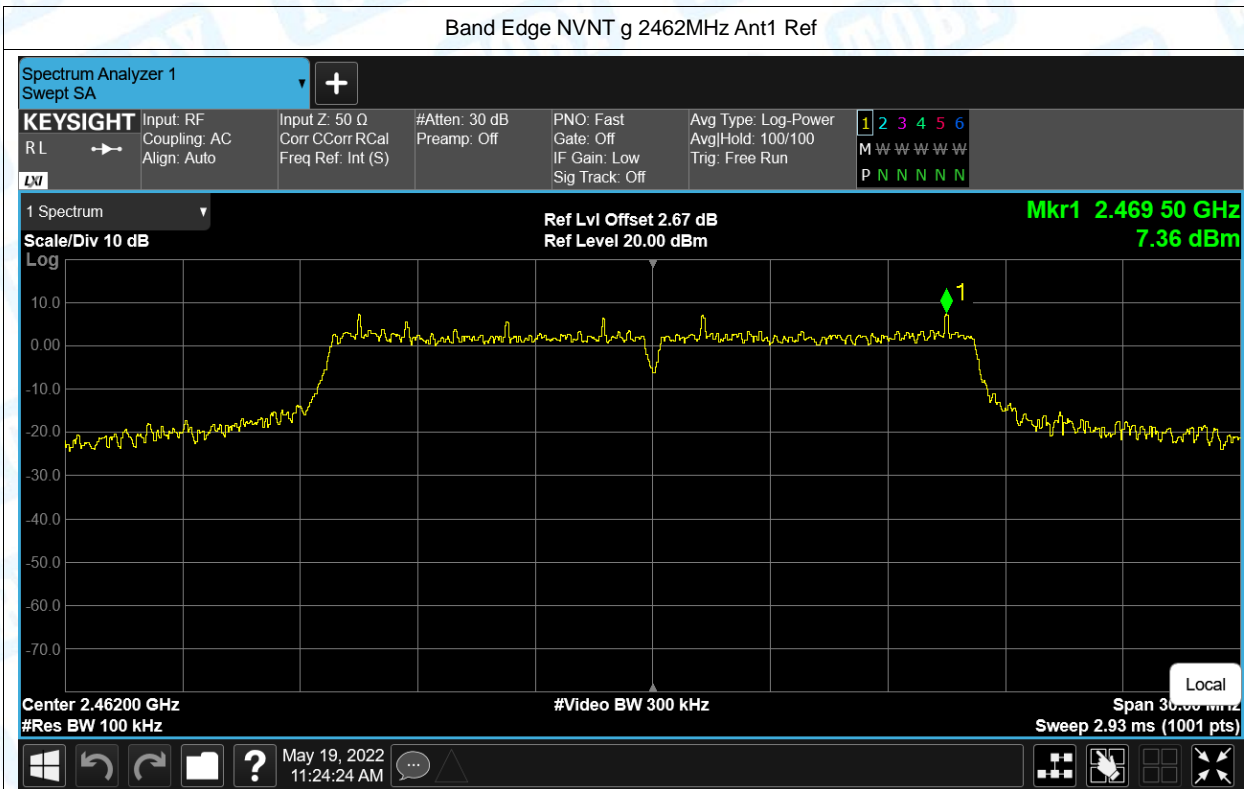 Band Edge NVNT g 2462MHz Ant1 Ref
Spectrum Analyzer 1
Swept SA
KEYSIGHT
R L
LXI
Input: RF
Coupling: AC
Align: Auto
Input Z: 50 Ω
Corr CCorr RCal
Freq Ref: Int (S)
#Atten: 30 dB
Preamp: Off
PNO: Fast
Gate: Off
IF Gain: Low
Sig Track: Off
Avg Type: Log-Power
Avg|Hold: 100/100
Trig: Free Run
1 2 3 4 5 6
M W W W W W W
P N N N N N
1 Spectrum
Scale/Div 10 dB
Ref Lvl Offset 2.67 dB
Ref Level 20.00 dBm
Mkr1 2.469 50 GHz
7.36 dBm
Log
10.0
0.00
-10.0
-20.0
-30.0
-40.0
-50.0
-60.0
-70.0
1
Center 2.46200 GHz
#Res BW 100 kHz
#Video BW 300 kHz
Local
Span 30.00 MHz
Sweep 2.93 ms (1001 pts)
?
May 19, 2022
11:24:24 AM